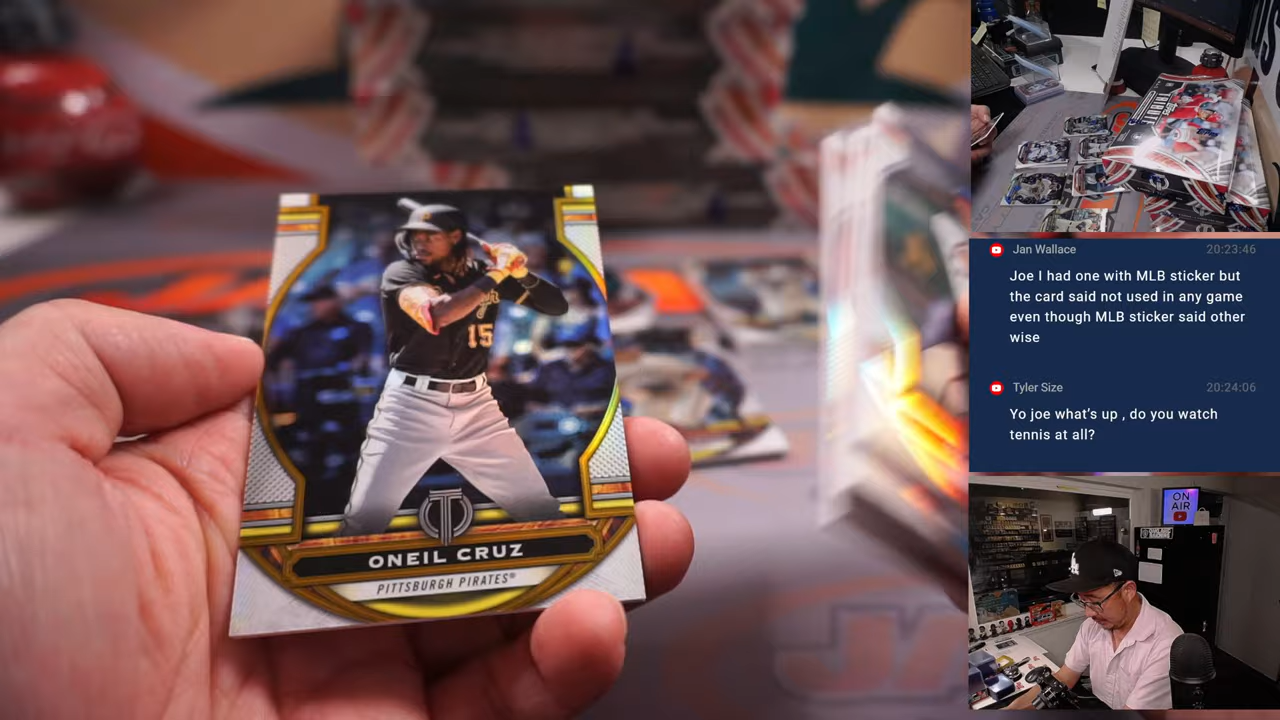 15
ONEIL CRUZ
PITTSBURGH PIRATES®
Jan Wallace 20:23:46
Joe I had one with MLB sticker but
the card said not used in any game
even though MLB sticker said other
wise
Tyler Size 20:24:06
Yo joe what's up , do you watch
tennis at all?
TRIBUTE
ON
AIR